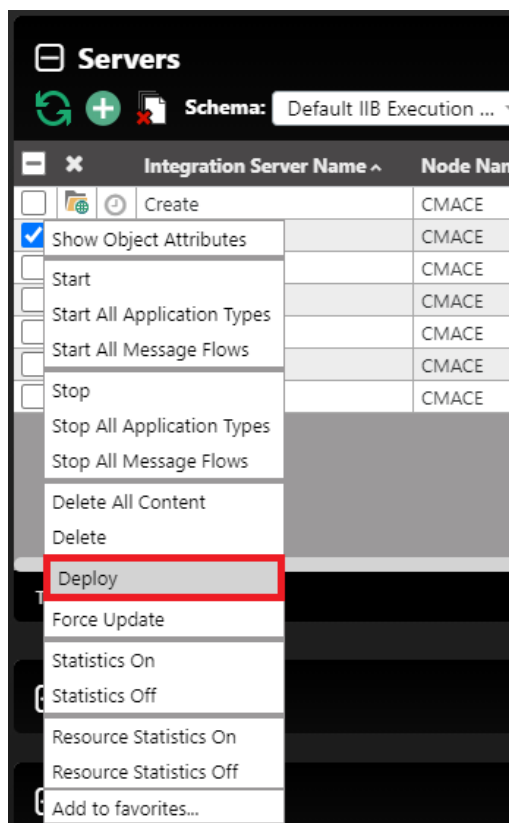 Servers
Schema: Default IIB Execution ...
Integration Server Name Node Nan
Create CMACE
CMACE
Show Object Attributes
CMACE
Start
CMACE
Start All Application Types
CMACE
Start All Message Flows
CMACE
Stop
CMACE
Stop All Application Types
Stop All Message Flows
Delete All Content
Delete
Deploy
T
Force Update
Statistics On
Statistics Off
Resource Statistics On
Resource Statistics Off
Add to favorites...